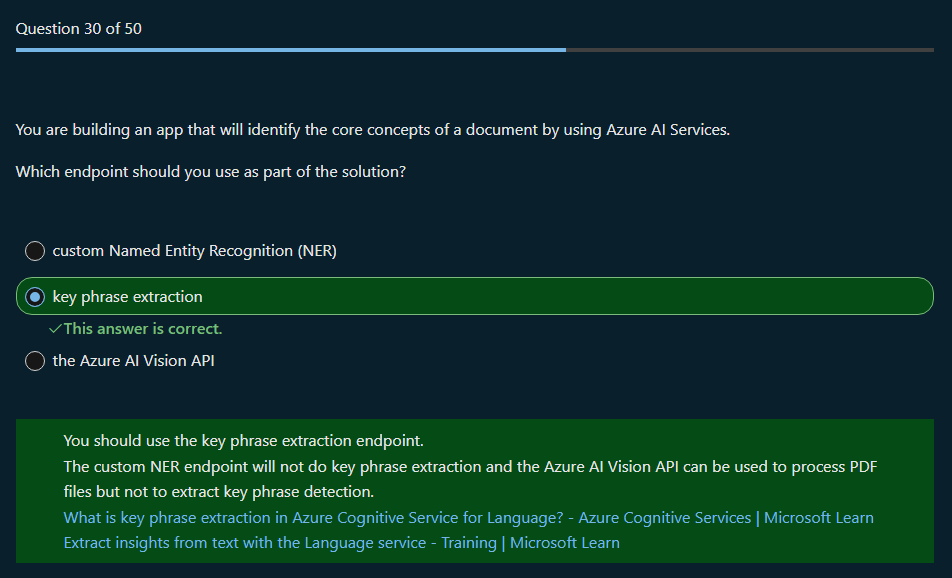 Question 30 of 50
You are building an app that will identify the core concepts of a document by using Azure AI Services.
Which endpoint should you use as part of the solution?
custom Named Entity Recognition (NER)
key phrase extraction
This answer is correct.
the Azure AI Vision API
You should use the key phrase extraction endpoint.
The custom NER endpoint will not do key phrase extraction and the Azure AI Vision API can be used to process PDF
files but not to extract key phrase detection.
What is key phrase extraction in Azure Cognitive Service for Language? - Azure Cognitive Services | Microsoft Learn
Extract insights from text with the Language service - Training | Microsoft Learn